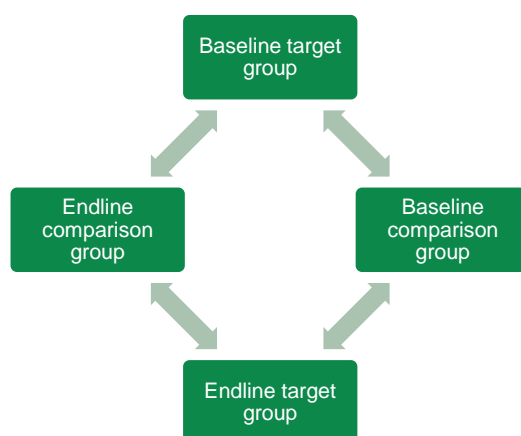 Baseline target
group
Endline
comparison
group
Baseline
comparison
group
Endline target
group